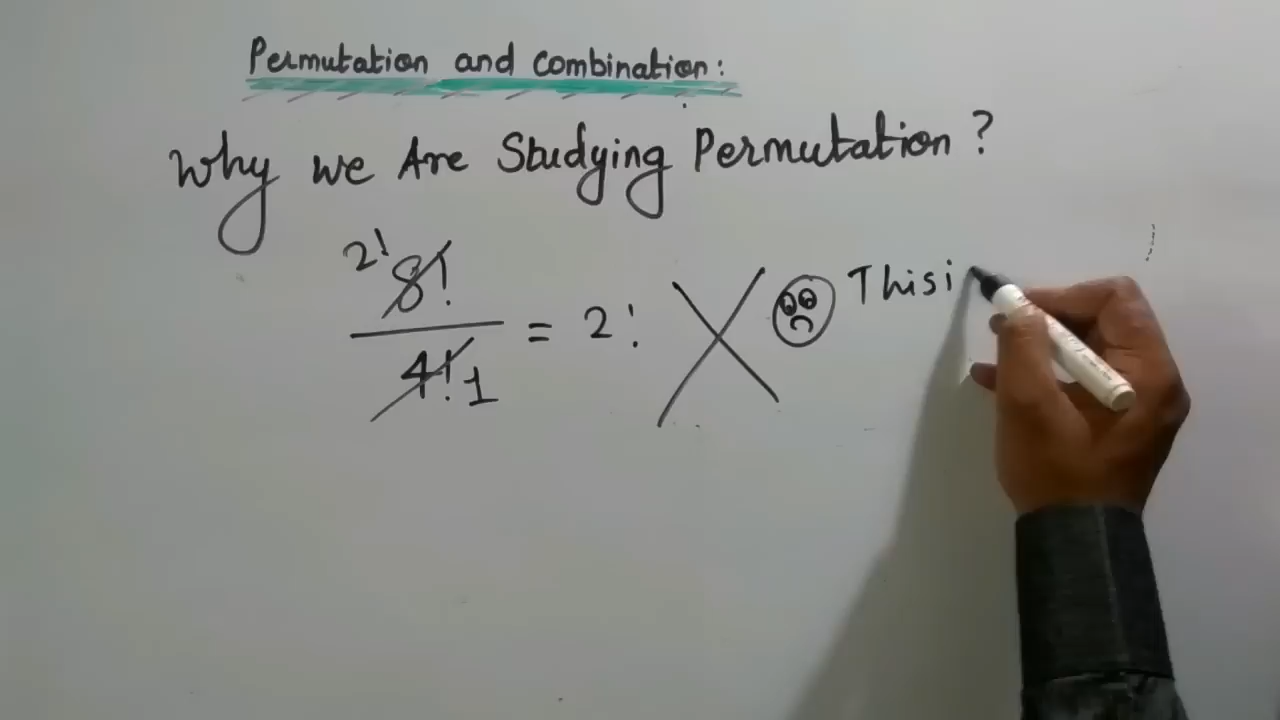 Permutation and combination:
Why we Are Studying Permutation?
2! 8!
4! 1
= 2!
This i